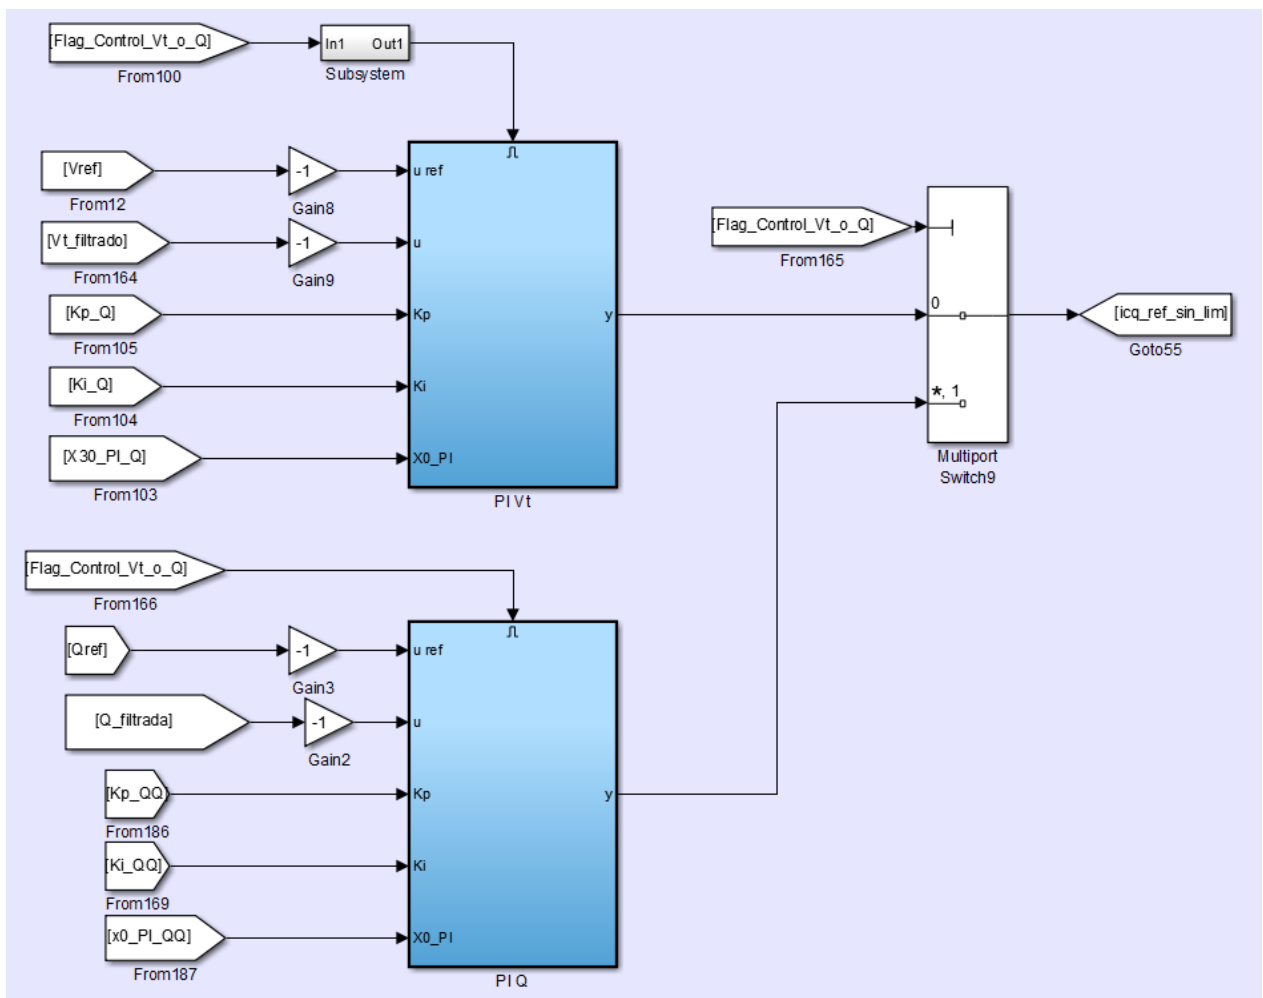 [Flag_Control_Vt_o_Q]
From100
In1 Out1
Subsystem
[Vref]
From12
-1
Gain8
u ref
[Vt_filtrado]
From164
-1
Gain9
u
[Kp_Q]
From105
Kp
[Ki_Q]
From104
Ki
[X30_PI_Q]
From103
X0_PI
y
PI Vt
[Flag_Control_Vt_o_Q]
From165
0
*, 1
Multiport
Switch9
[icq_ref_sin_lim]
Goto55
[Flag_Control_Vt_o_Q]
From166
[Qref]
-1
Gain3
u ref
[Q_filtrada]
-1
Gain2
u
[Kp_QQ]
From186
Kp
[Ki_QQ]
From169
Ki
[x0_PI_QQ]
From187
X0_PI
y
PI Q